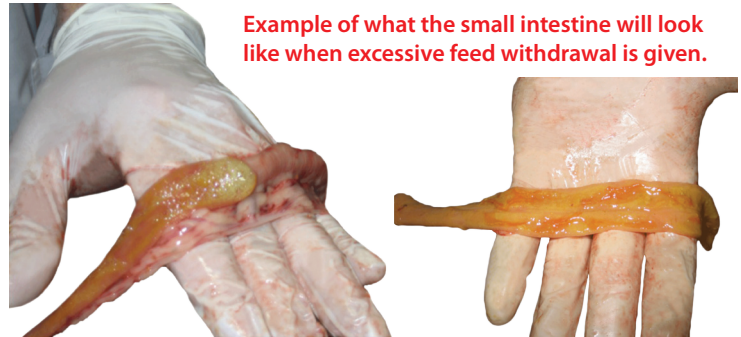 Example of what the small intestine will look
like when excessive feed withdrawal is given.